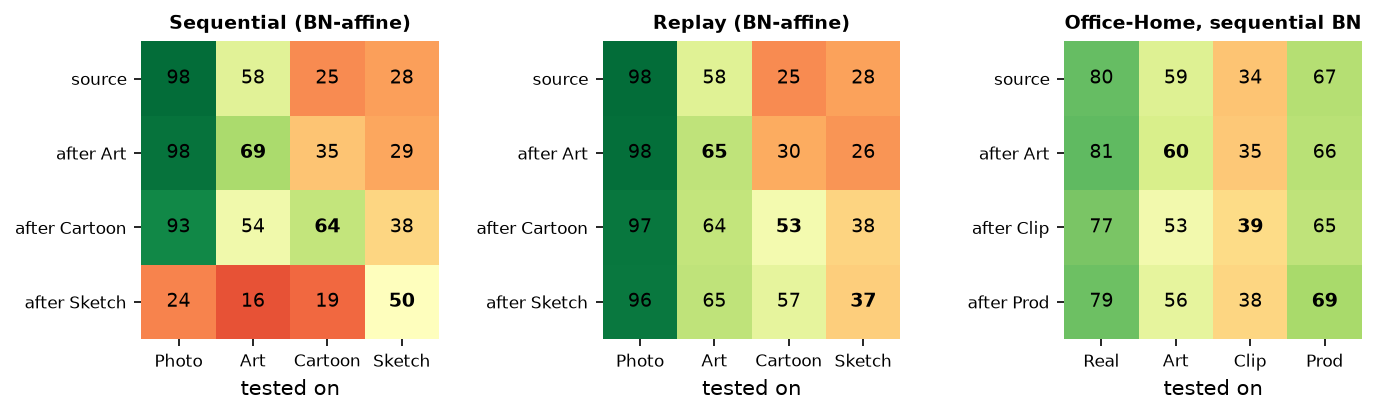 Sequential (BN-affine)
source 98 58 25 28
after Art 98 69 35 29
after Cartoon 93 54 64 38
after Sketch 24 16 19 50
Photo Art Cartoon Sketch
tested on
Replay (BN-affine)
source 98 58 25 28
after Art 98 65 30 26
after Cartoon 97 64 53 38
after Sketch 96 65 57 37
Photo Art Cartoon Sketch
tested on
Office-Home, sequential BN
source 80 59 34 67
after Art 81 60 35 66
after Clip 77 53 39 65
after Prod 79 56 38 69
Real Art Clip Prod
tested on